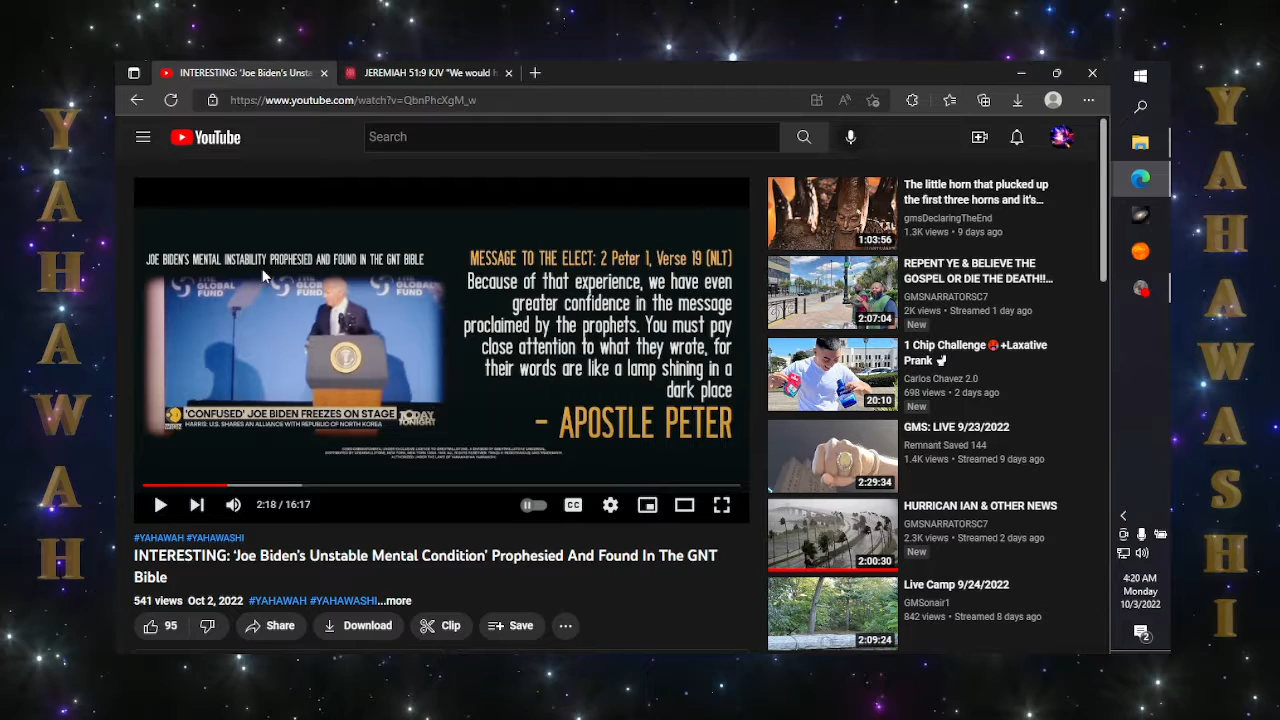 YAHAWAH
YAHAWASHI
INTERESTING: 'Joe Biden's Unsta
JEREMIAH 51:9 KJV "We would h
https://www.youtube.com/watch?v=QbnPhcXgM_w
YouTube
Search
JOE BIDEN'S MENTAL INSTABILITY PROPHESIED AND FOUND IN THE GNT BIBLE
THE GLOBAL FUND
GLOBAL FUND
'CONFUSED' JOE BIDEN FREEZES ON STAGE
HARRIS: U.S. SHARES AN ALLIANCE WITH REPUBLIC OF NORTH KOREA
TODAY
TONIGHT
MESSAGE TO THE ELECT: 2 Peter 1, Verse 19 (NLT)
Because of that experience, we have even
greater confidence in the message
proclaimed by the prophets. You must pay
close attention to what they wrote, for
their words are like a lamp shining in a
dark place
- APOSTLE PETER
2:18 / 16:17
CC
#YAHAWAH #YAHAWASHI
INTERESTING: 'Joe Biden's Unstable Mental Condition' Prophesied And Found In The GNT
Bible
541 views Oct 2, 2022 #YAHAWAH #YAHAWASHI...more
95
Share
Download
Clip
Save
The little horn that plucked up
the first three horns and it's...
gmsDeclaringTheEnd
1.3K views • 9 days ago
1:03:56
REPENT YE & BELIEVE THE
GOSPEL OR DIE THE DEATH!!...
GMSNARRATORSC7
2K views • Streamed 1 day ago
New
2:07:04
1 Chip Challenge🥵+Laxative
Prank 🚽
Carlos Chavez 2.0
698 views • 2 days ago
New
20:10
GMS: LIVE 9/23/2022
Remnant Saved 144
1.4K views • Streamed 9 days ago
2:29:34
HURRICAN IAN & OTHER NEWS
GMSNARRATORSC7
2.3K views • Streamed 2 days ago
New
2:00:30
Live Camp 9/24/2022
GMSonair1
842 views • Streamed 8 days ago
2:09:24
4:20 AM
Monday
10/3/2022
2